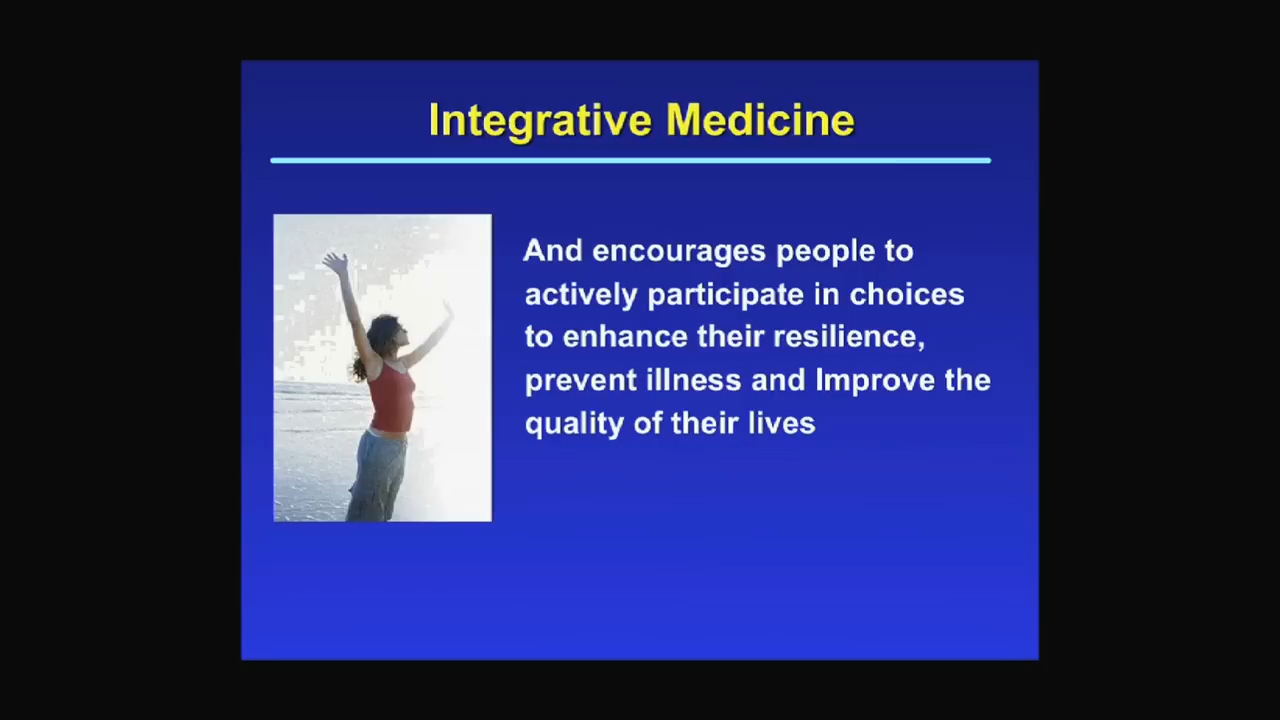 Integrative Medicine
And encourages people to
actively participate in choices
to enhance their resilience,
prevent illness and Improve the
quality of their lives